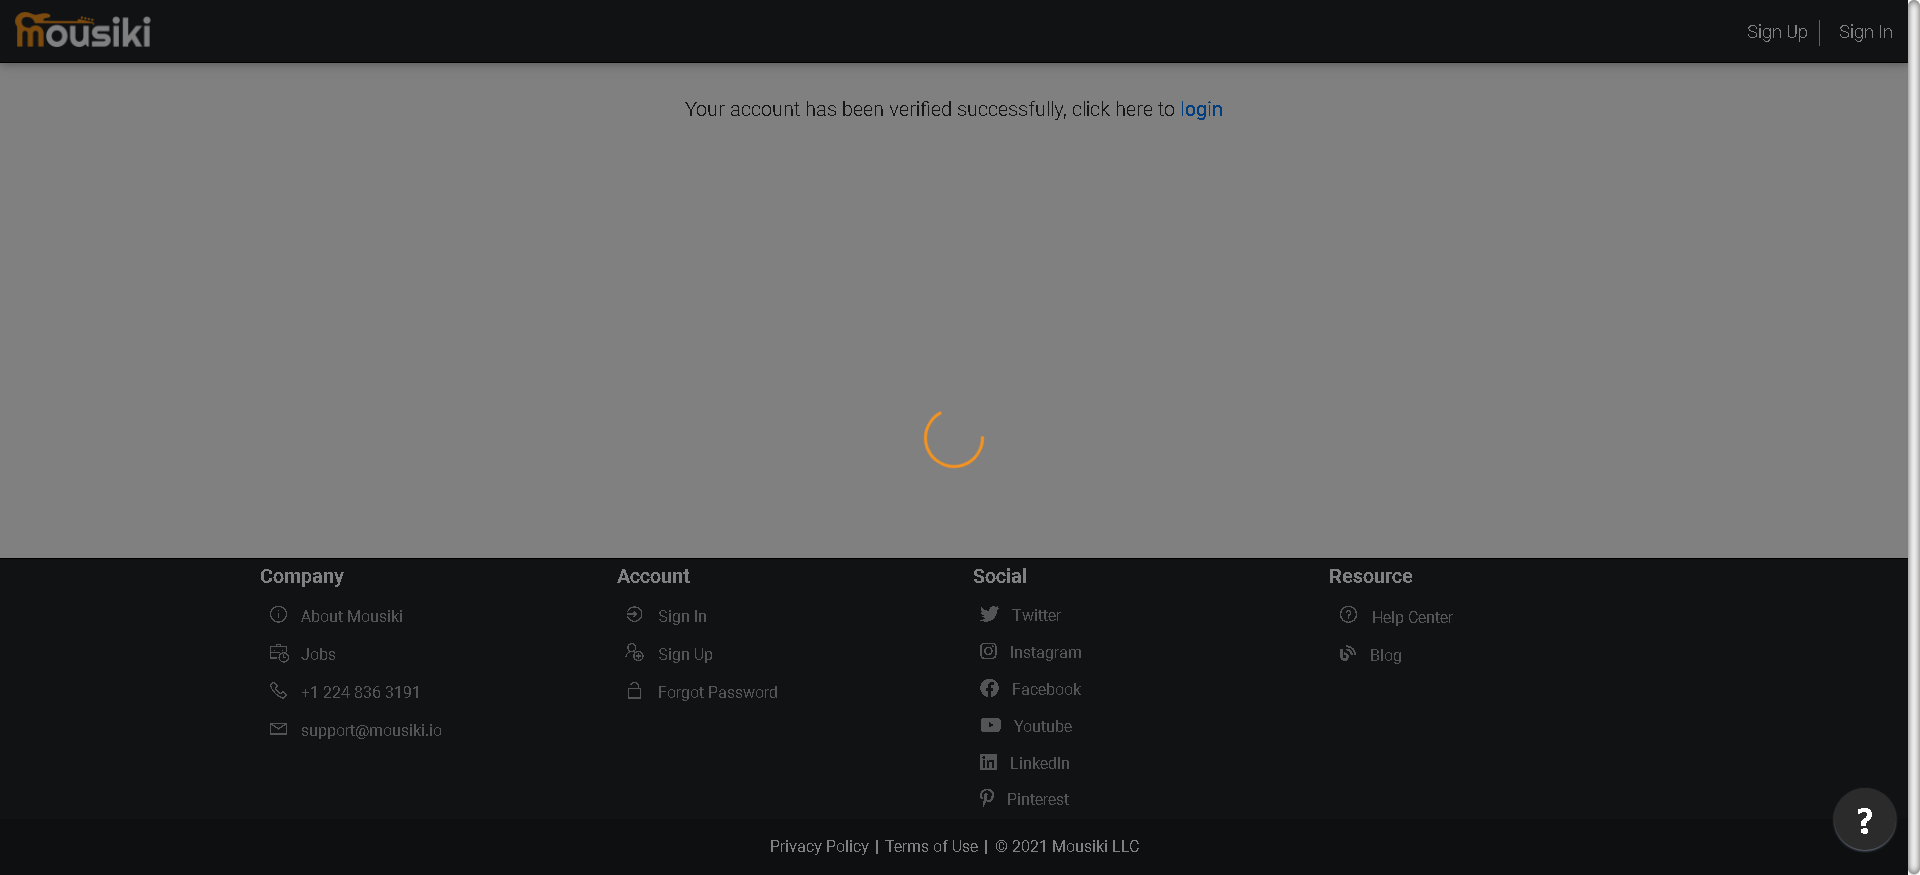 mousiki
Sign Up
Sign In
Your account has been verified successfully, click here to login
Company
About Mousiki
Jobs
+1 224 836 3191
support@mousiki.io
Account
Sign In
Sign Up
Forgot Password
Social
Twitter
Instagram
Facebook
Youtube
LinkedIn
Pinterest
Resource
Help Center
Blog
?
Privacy Policy | Terms of Use | © 2021 Mousiki LLC